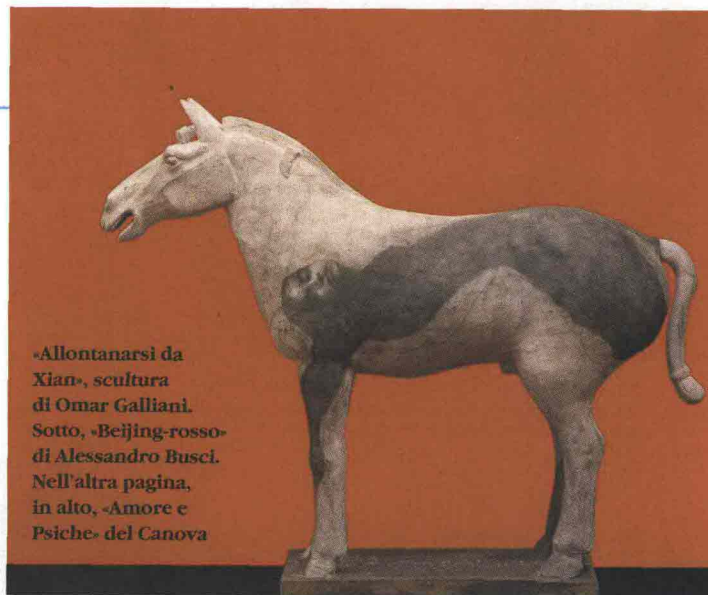 «Allontanarsi da
Xian», scultura
di Omar Galliani.
Sotto, «Beijing-rosso»
di Alessandro Busci.
Nell'altra pagina,
in alto, «Amore e
Psiche» del Canova